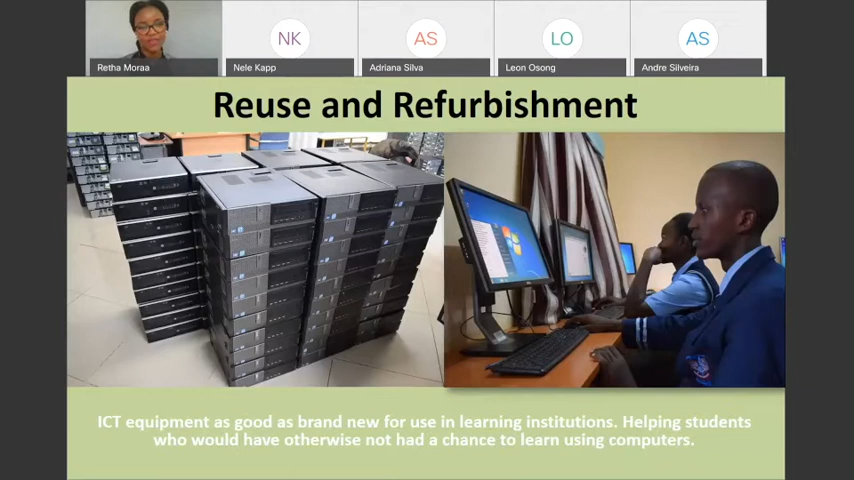 NK
AS
LO
AS
Retha Moraa
Nele Kapp
Adriana Silva
Leon Osong
Andre Silveira
Reuse and Refurbishment
ICT equipment as good as brand new for use in learning institutions. Helping students
who would have otherwise not had a chance to learn using computers.